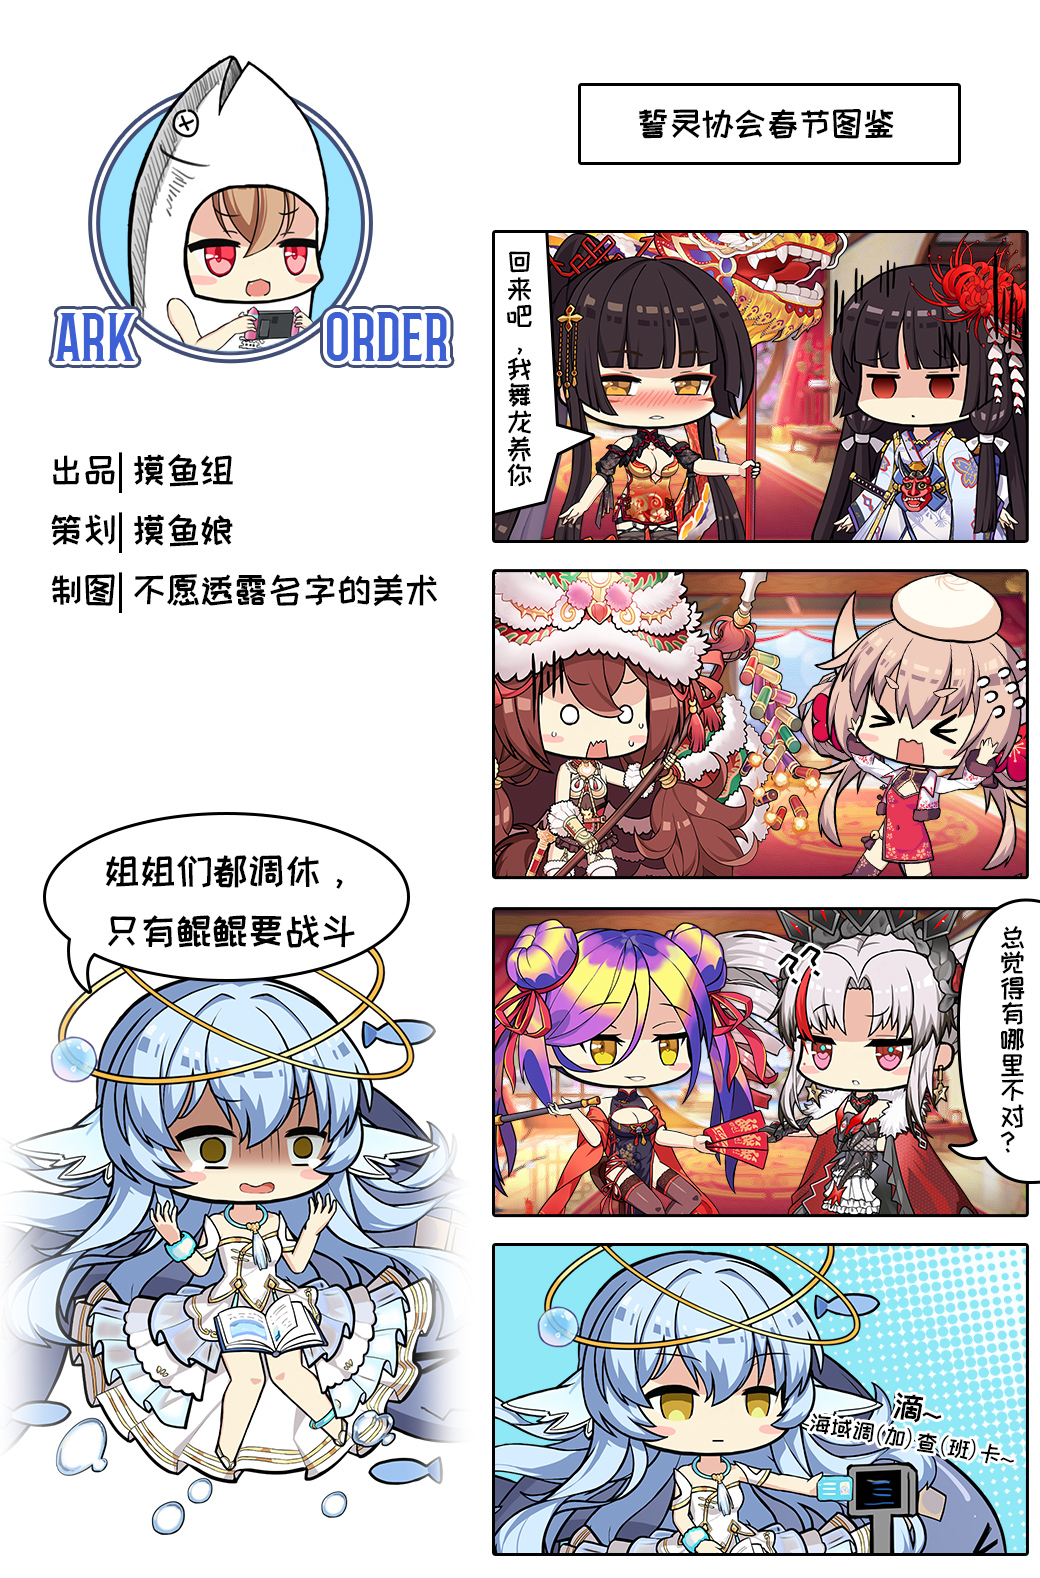 ARK ORDER
出品 | 摸鱼组
策划 | 摸鱼娘
制图 | 不愿透露名字的美术
姐姐们都调休，
只有鲲鲲要战斗
誓灵协会春节图鉴
回来吧，我舞龙养你
??
总觉得有哪里不对?
滴~
~海域调(加)查(班)卡~